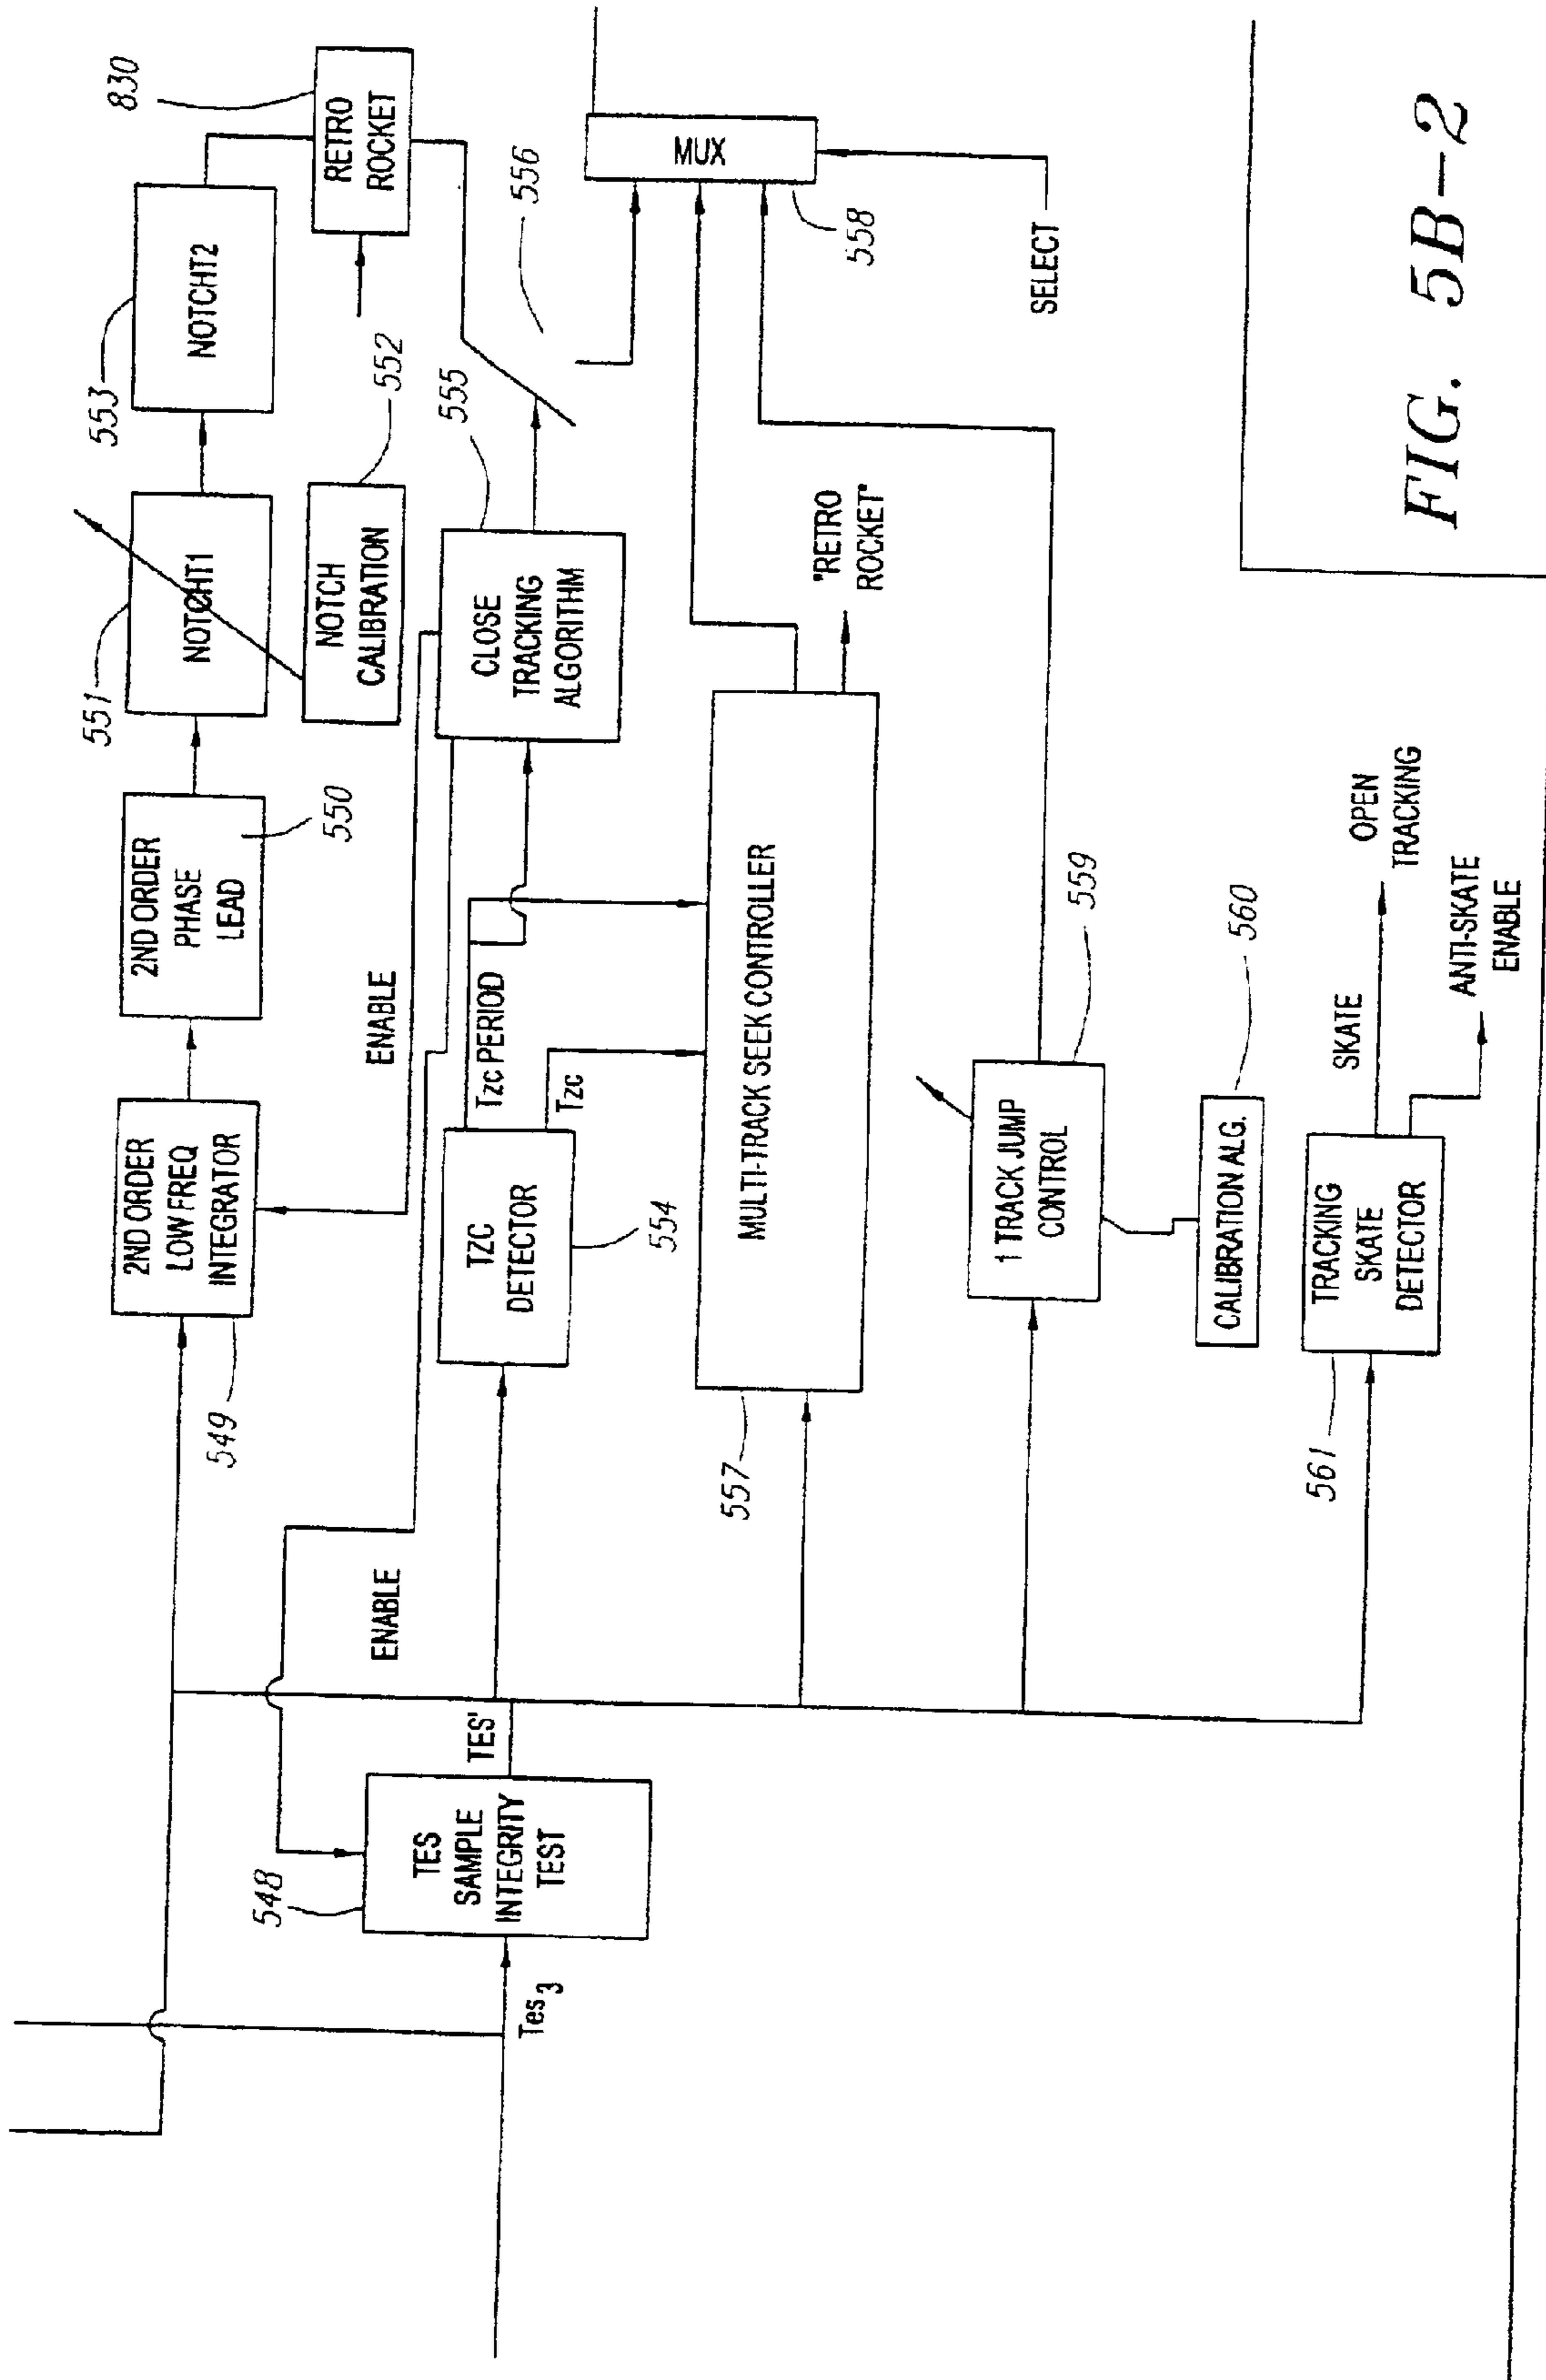 830
RETRO
ROCKET
553
NOTCHT2
551
NOTCHT1
552
NOTCH
CALIBRATION
2ND ORDER
PHASE
LEAD
550
2ND ORDER
LOW FREQ
INTEGRATOR
549
ENABLE
555
CLOSE
TRACKING
ALGORITHM
556
MUX
558
SELECT
Tzc PERIOD
Tzc
TZC
DETECTOR
554
ENABLE
548
TES
SAMPLE
INTEGRITY
TEST
TES'
Tes3
MULTI-TRACK SEEK CONTROLLER
557
"RETRO
ROCKET"
1 TRACK JUMP
CONTROL
559
CALIBRATION ALG.
560
TRACKING
SKATE
DETECTOR
561
SKATE
OPEN
TRACKING
ANTI-SKATE
ENABLE
FIG. 5B-2